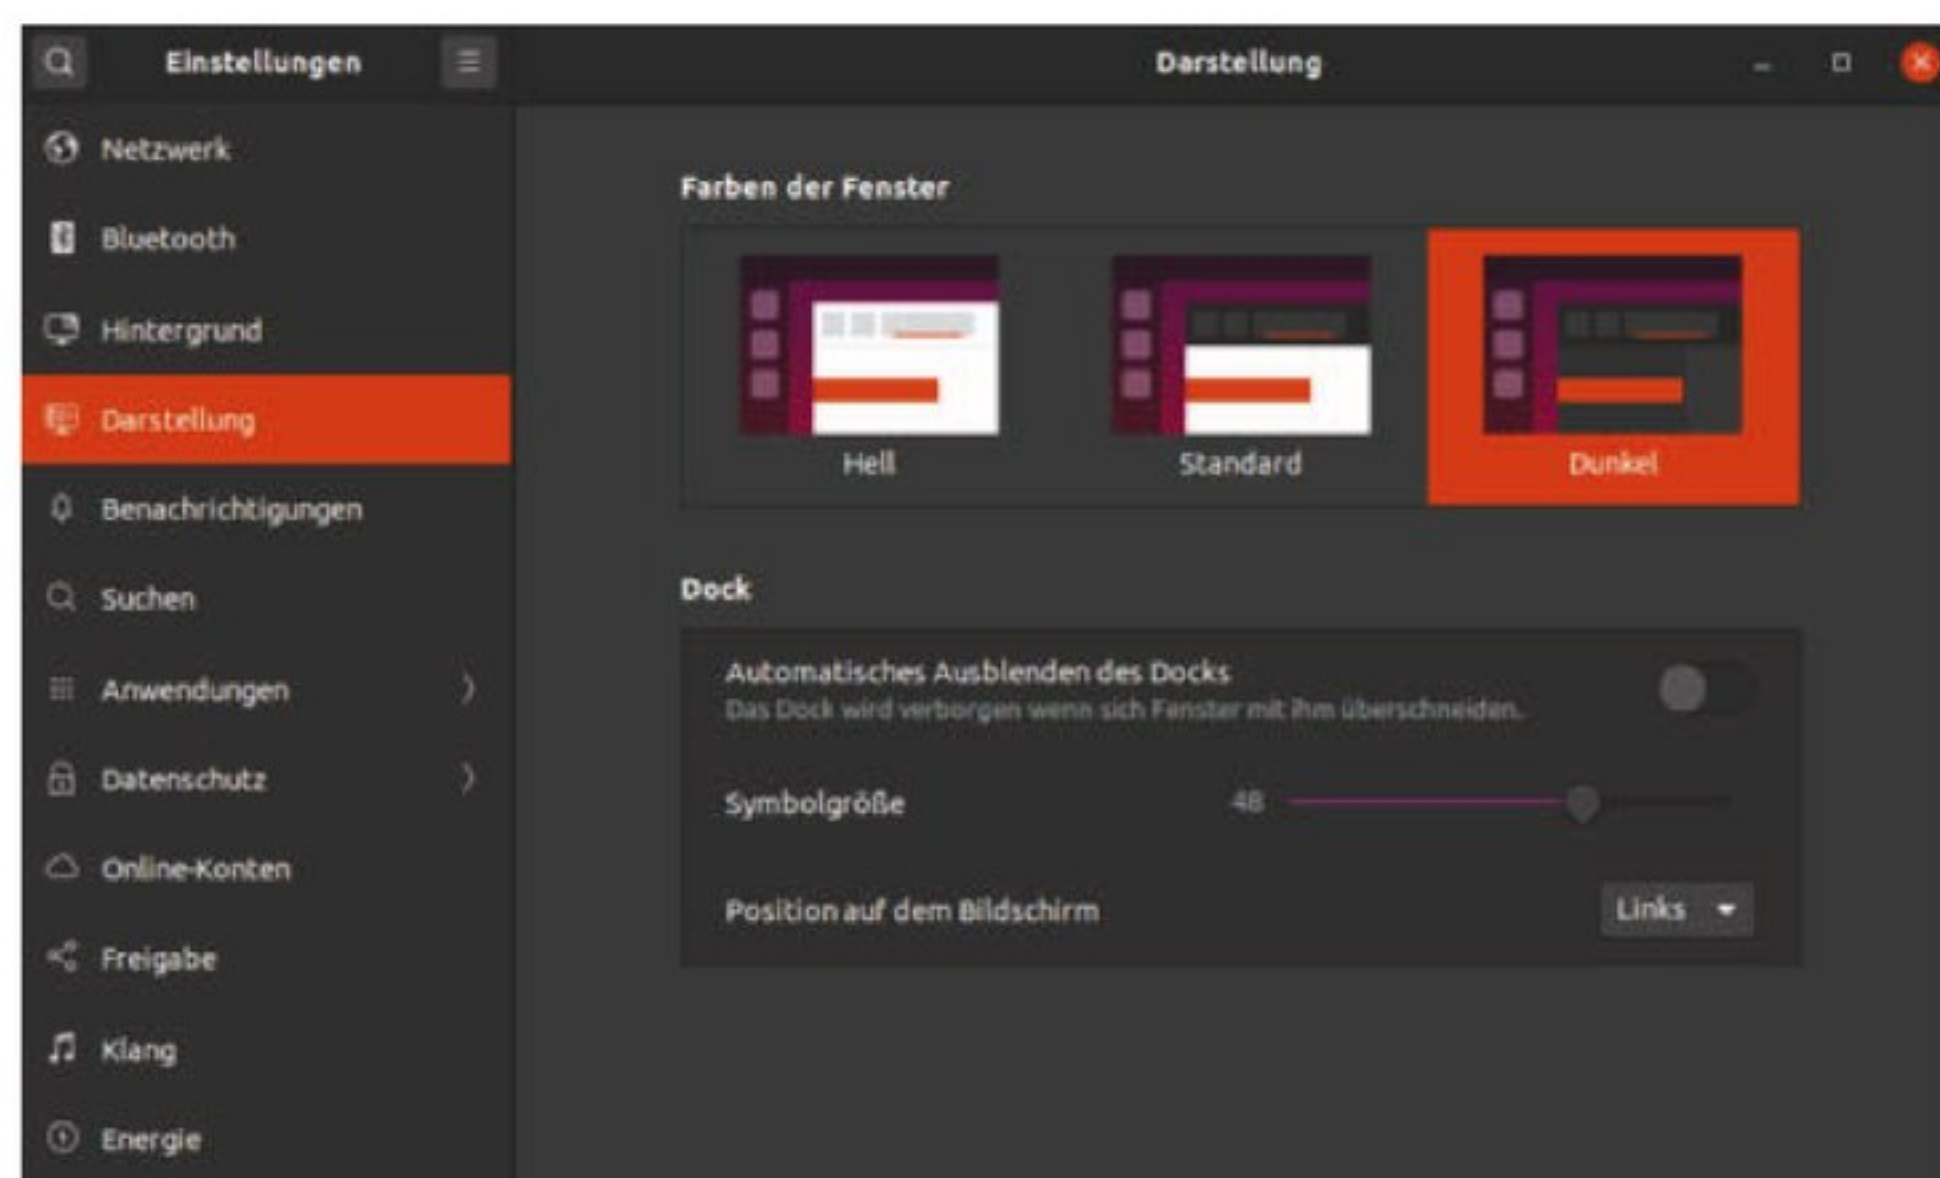 Einstellungen
Darstellung
Netzwerk
Bluetooth
Hintergrund
Darstellung
Benachrichtigungen
Suchen
Anwendungen
Datenschutz
Online-Konten
Freigabe
Klang
Energie
Farben der Fenster
Hell
Standard
Dunkel
Dock
Automatisches Ausblenden des Docks
Das Dock wird verborgen wenn sich Fenster mit ihm überschneiden.
Symbolgröße
48
Position auf dem Bildschirm
Links